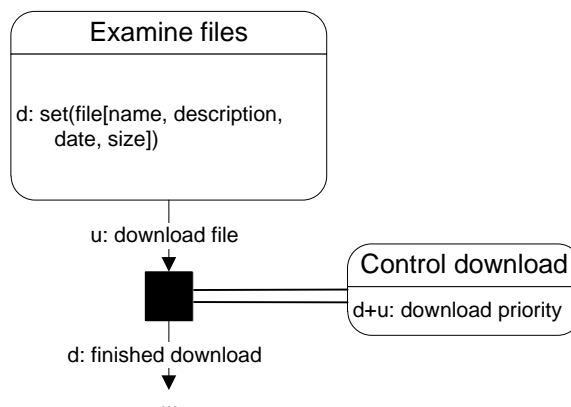 Examine files
d: set(file[name, description,
date, size])
u: download file
Control download
d+u: download priority
d: finished download
...